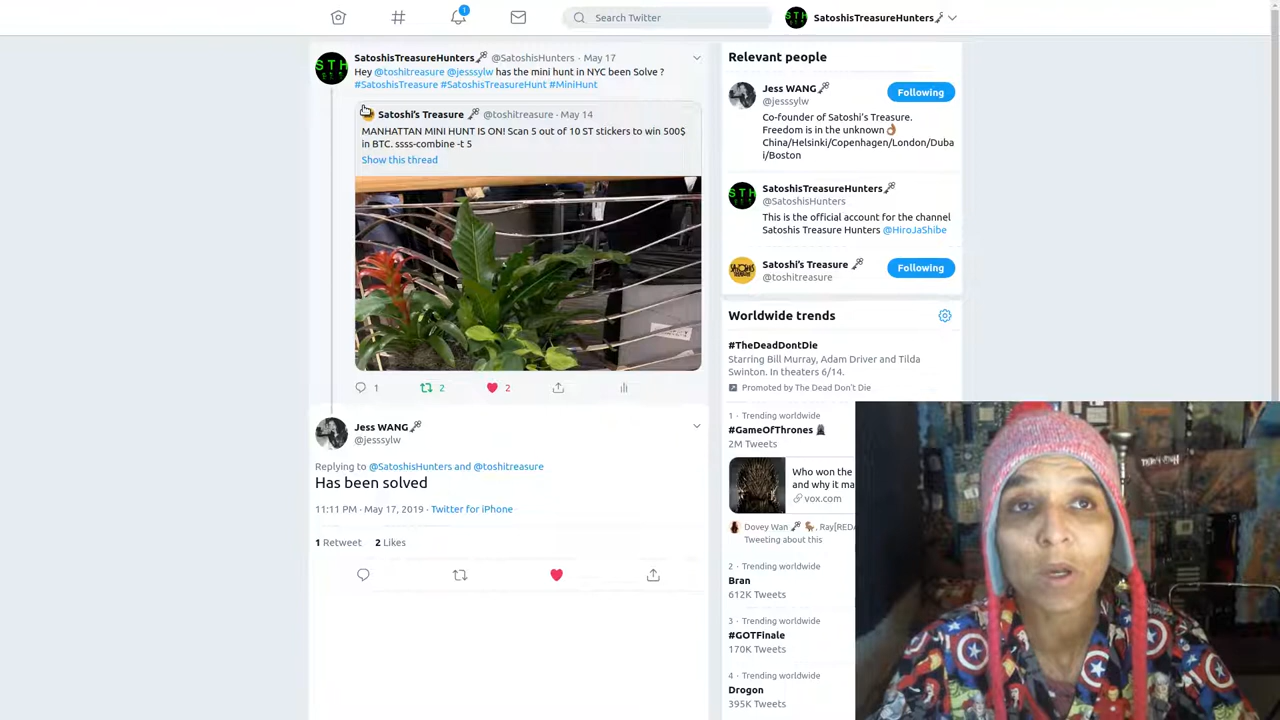 1
Search Twitter
SatoshisTreasureHunters
SatoshisTreasureHunters @SatoshisHunters · May 17
Hey @toshitreasure @jesssylw has the mini hunt in NYC been Solve ?
#SatoshisTreasure #SatoshisTreasureHunt #MiniHunt
Satoshi's Treasure @toshitreasure · May 14
MANHATTAN MINI HUNT IS ON! Scan 5 out of 10 ST stickers to win 500$
in BTC. ssss-combine -t 5
Show this thread
1
2
2
Jess WANG
@jesssylw
Replying to @SatoshisHunters and @toshitreasure
Has been solved
11:11 PM · May 17, 2019 · Twitter for iPhone
1 Retweet 2 Likes
Relevant people
Jess WANG
@jesssylw
Following
Co-founder of Satoshi's Treasure.
Freedom is in the unknown
China/Helsinki/Copenhagen/London/Duba
i/Boston
STH
SatoshisTreasureHunters
@SatoshisHunters
This is the official account for the channel
Satoshis Treasure Hunters @HiroJaShibe
Satoshi's Treasure
@toshitreasure
Following
Worldwide trends
#TheDeadDontDie
Starring Bill Murray, Adam Driver and Tilda
Swinton. In theaters 6/14.
Promoted by The Dead Don't Die
1 · Trending worldwide
#GameOfThrones
2M Tweets
Who won the
and why it ma
vox.com
Dovey Wan , Ray[REDA
Tweeting about this
2 · Trending worldwide
Bran
612K Tweets
3 · Trending worldwide
#GOTFinale
170K Tweets
4 · Trending worldwide
Drogon
395K Tweets